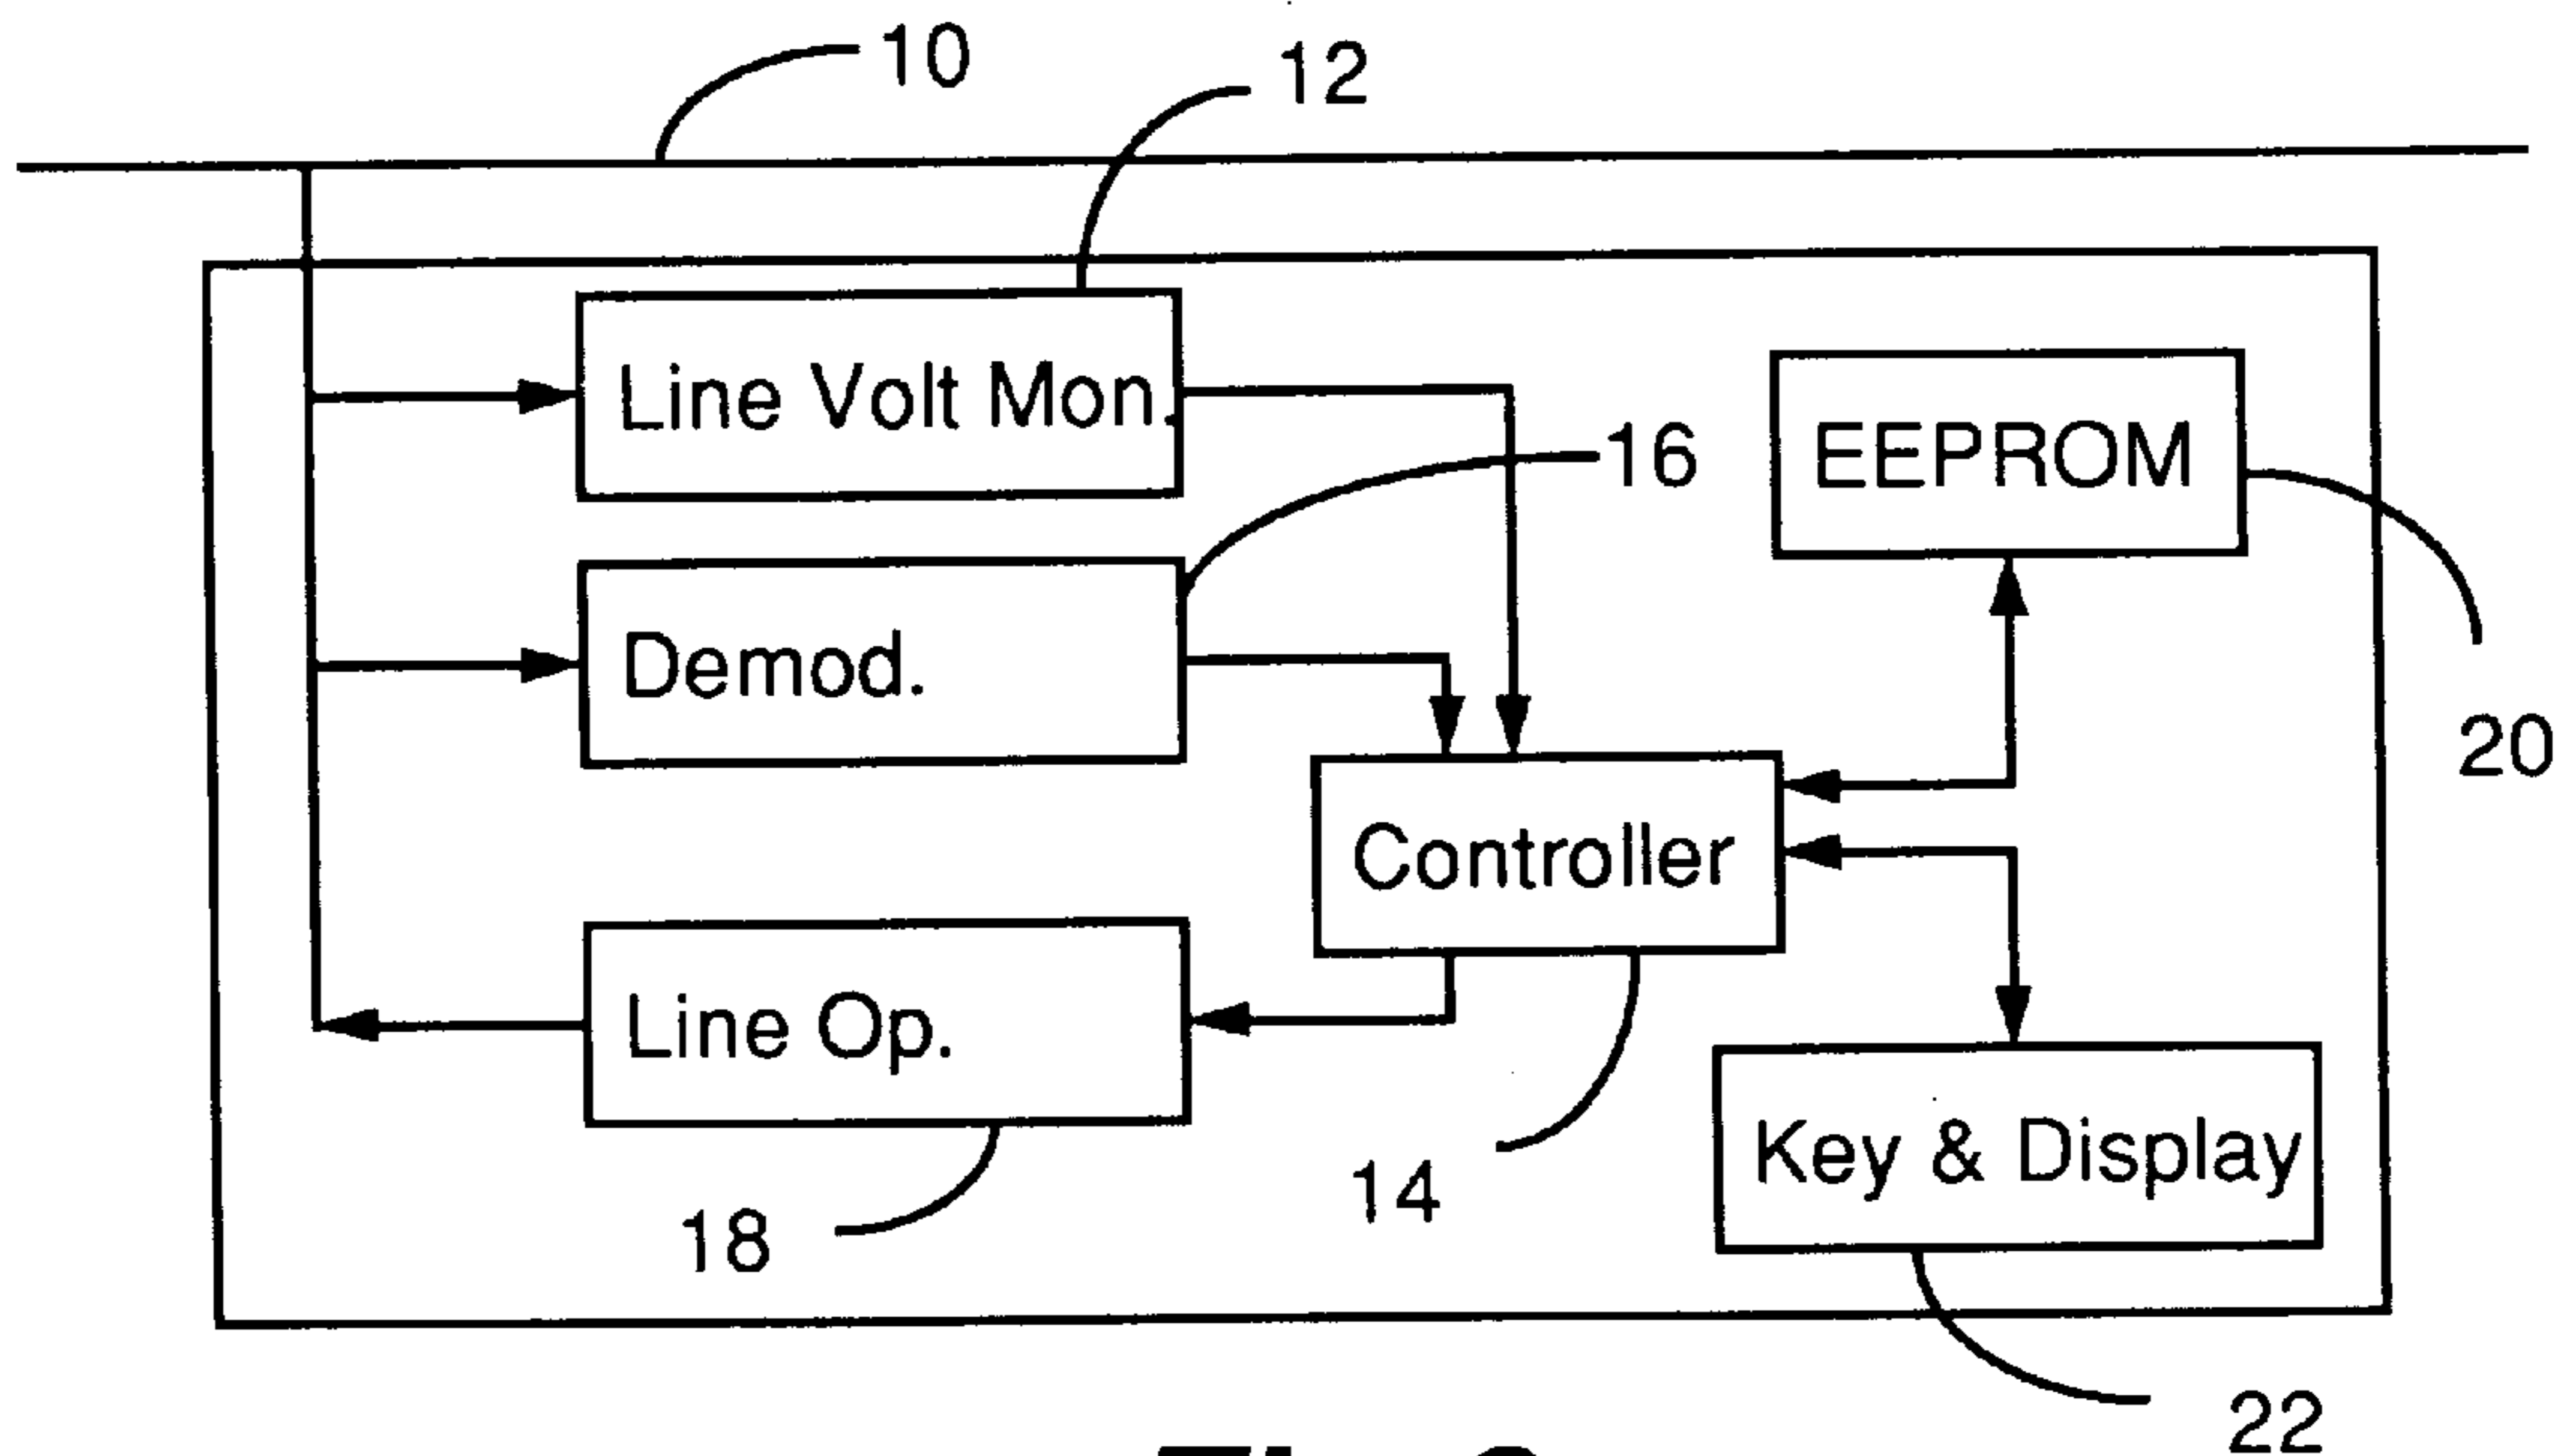 10
12
Line Volt Mon.
16
EEPROM
Demod.
20
Controller
Line Op.
14
Key & Display
18
22